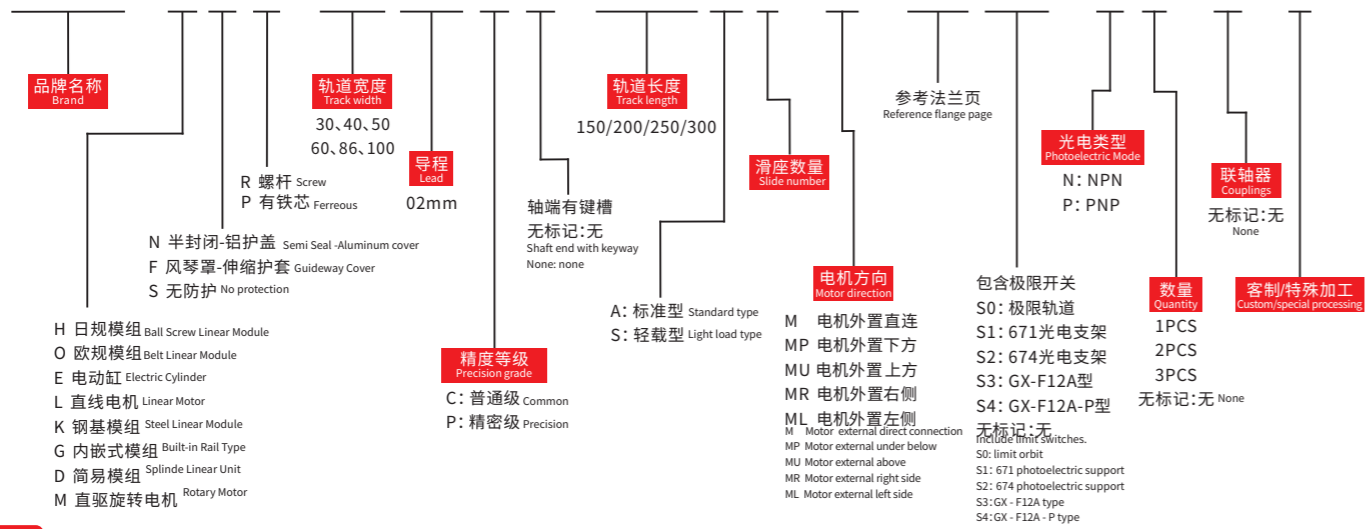 品牌名称
Brand
H 日规模组 Ball Screw Linear Module
O 欧规模组 Belt Linear Module
E 电动缸 Electric Cylinder
L 直线电机 Linear Motor
K 钢基模组 Steel Linear Module
G 内嵌式模组 Built-in Rail Type
D 简易模组 Splinde Linear Unit
M 直驱旋转电机 Rotary Motor
N 半封闭-铝护盖 Semi Seal -Aluminum cover
F 风琴罩-伸缩护套 Guideway Cover
S 无防护 No protection
R 螺杆 Screw
P 有铁芯 Ferreous
轨道宽度
Track width
30、40、50
60、86、100
导程
Lead
02mm
精度等级
Precision grade
C: 普通级 Common
P: 精密级 Precision
轴端有键槽
无标记:无
Shaft end with keyway
None: none
轨道长度
Track length
150/200/250/300
A: 标准型 Standard type
S: 轻载型 Light load type
滑座数量
Slide number
电机方向
Motor direction
M 电机外置直连
MP 电机外置下方
MU 电机外置上方
MR 电机外置右侧
ML 电机外置左侧
M Motor external direct connection
MP Motor external under below
MU Motor external above
MR Motor external right side
ML Motor external left side
参考法兰页
Reference flange page
包含极限开关
S0: 极限轨道
S1: 671光电支架
S2: 674光电支架
S3: GX-F12A型
S4: GX-F12A-P型
无标记:无
Include limit switches.
S0: limit orbit
S1: 671 photoelectric support
S2: 674 photoelectric support
S3:GX - F12A type
S4:GX - F12A - P type
光电类型
Photoelectric Mode
N: NPN
P: PNP
数量
Quantity
1PCS
2PCS
3PCS
无标记:无 None
联轴器
Couplings
无标记:无
None
客制/特殊加工
Custom/special processing